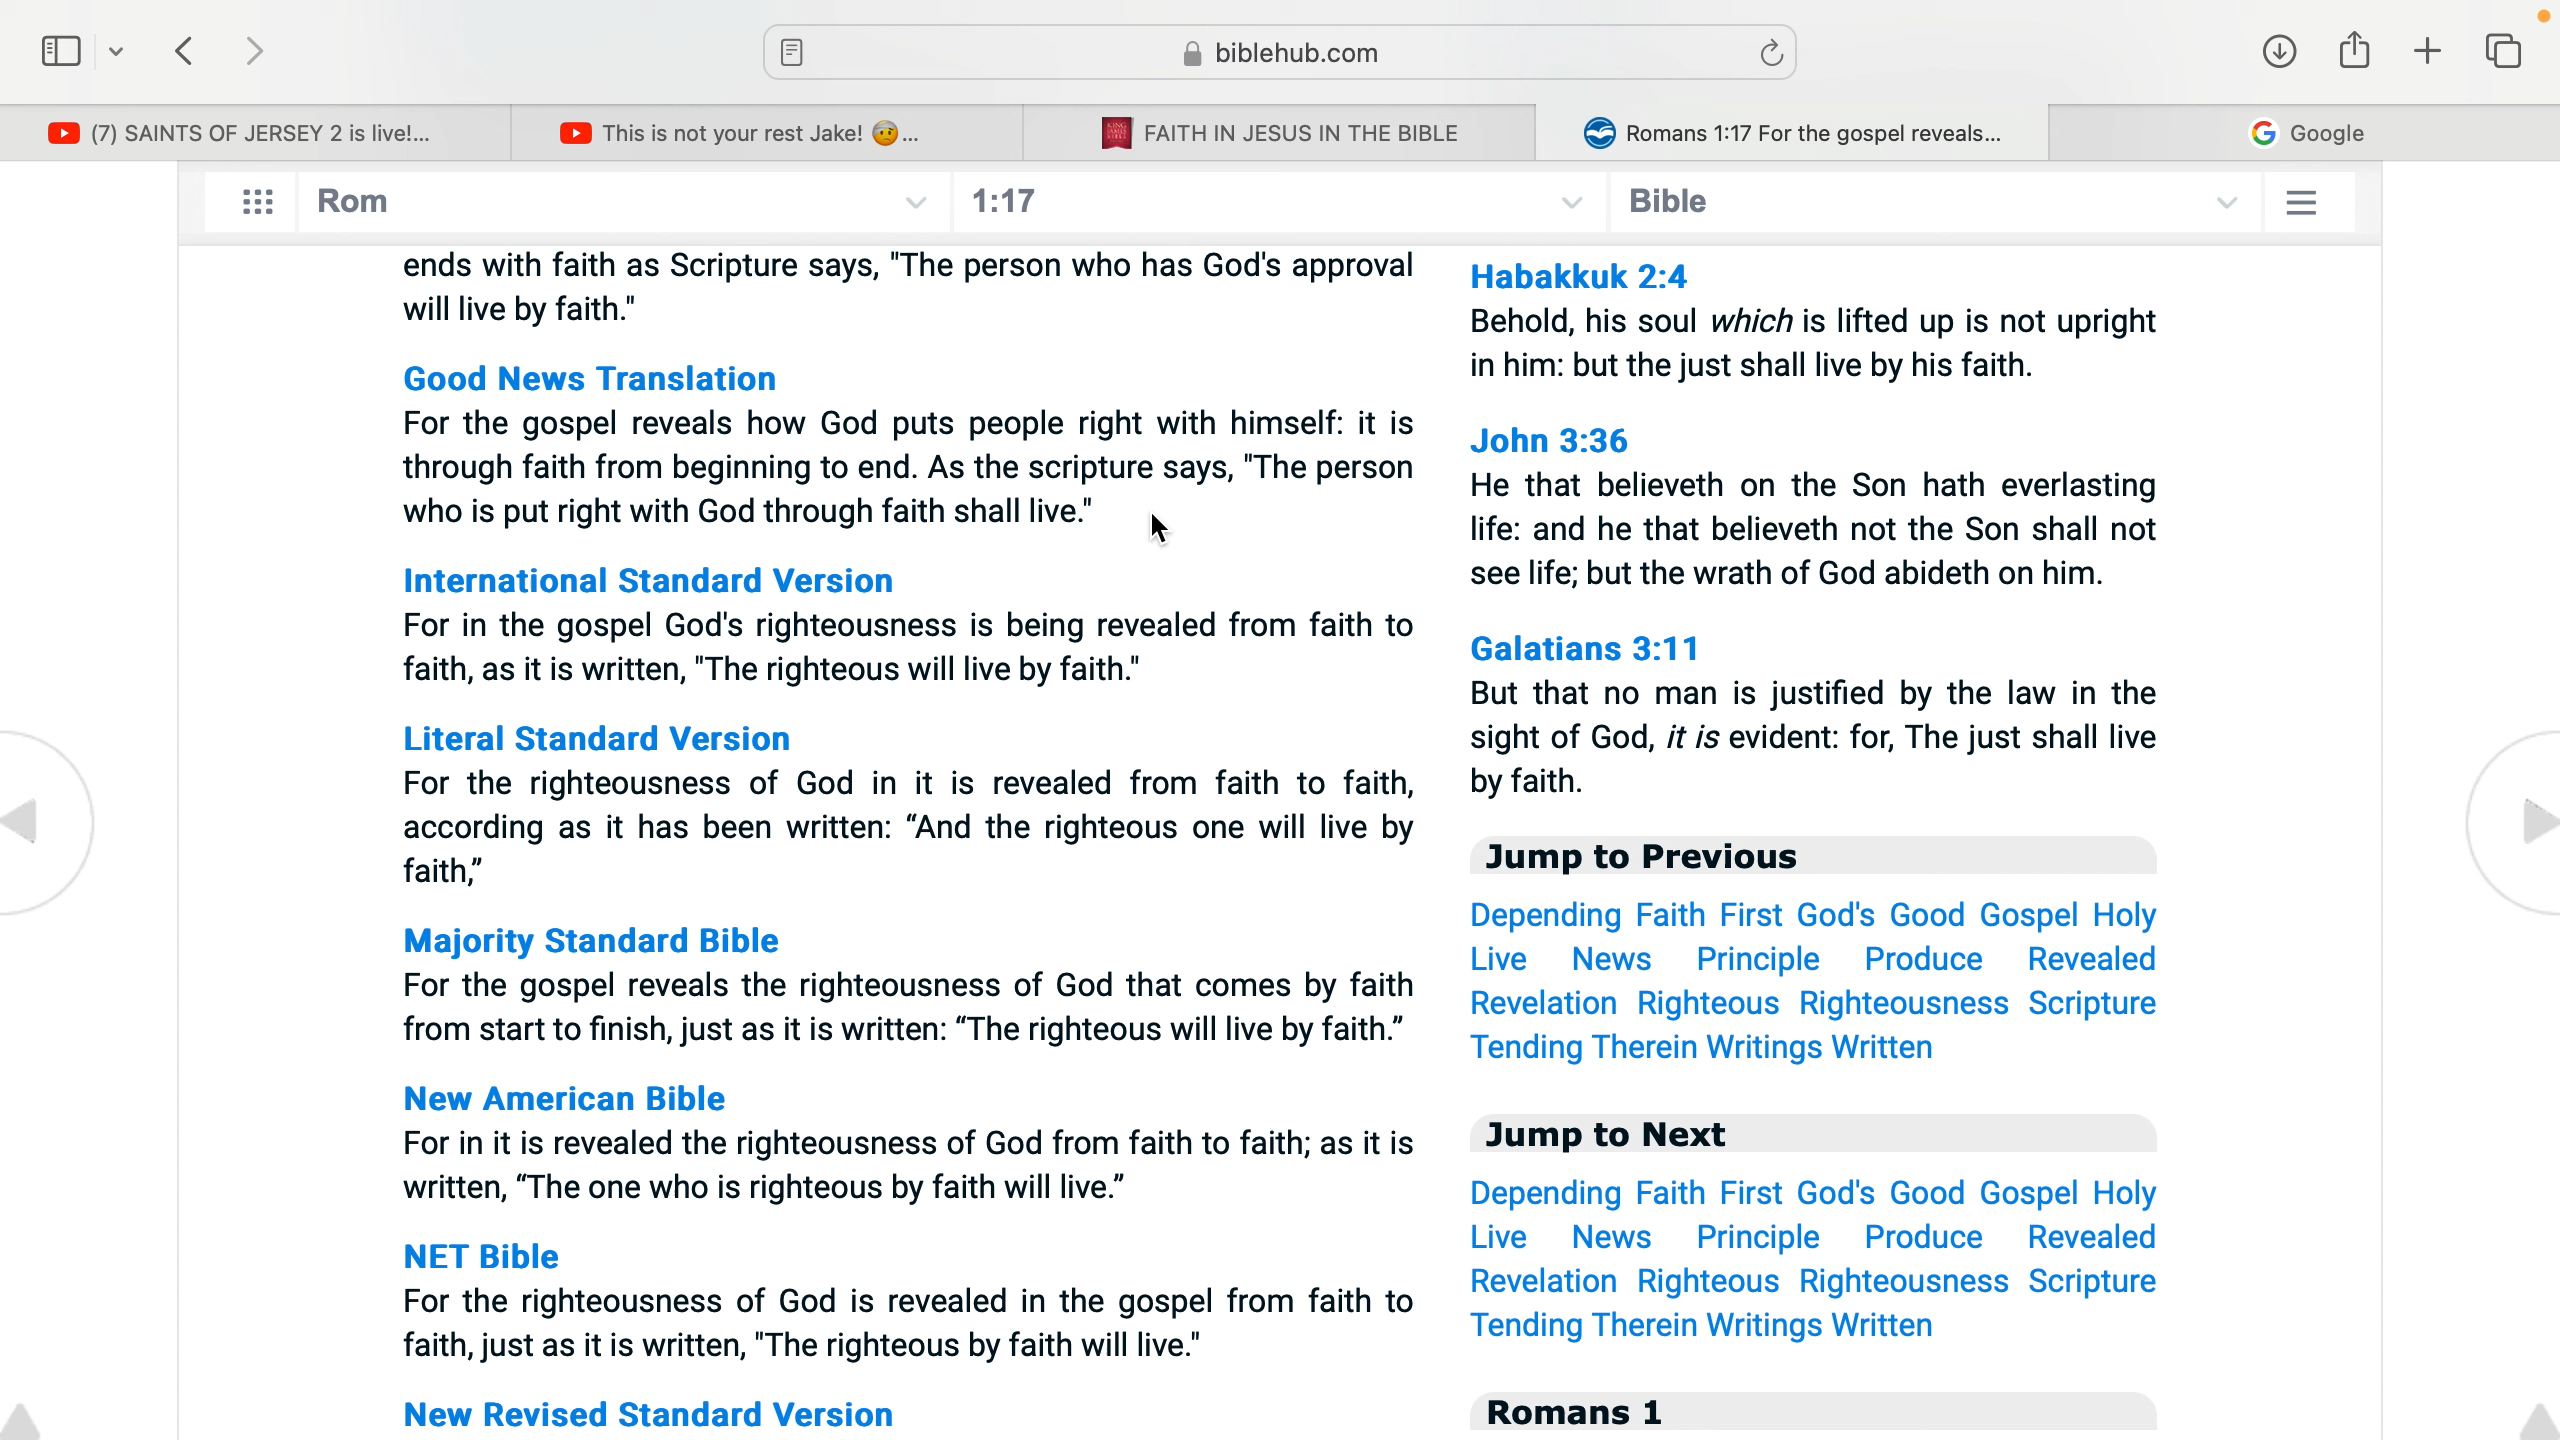 biblehub.com
(7) SAINTS OF JERSEY 2 is live!...
This is not your rest Jake! 🤕...
FAITH IN JESUS IN THE BIBLE
Romans 1:17 For the gospel reveals...
Google
Rom
1:17
Bible
ends with faith as Scripture says, "The person who has God's approval
will live by faith."
Good News Translation
For the gospel reveals how God puts people right with himself: it is
through faith from beginning to end. As the scripture says, "The person
who is put right with God through faith shall live."
International Standard Version
For in the gospel God's righteousness is being revealed from faith to
faith, as it is written, "The righteous will live by faith."
Literal Standard Version
For the righteousness of God in it is revealed from faith to faith,
according as it has been written: “And the righteous one will live by
faith,”
Majority Standard Bible
For the gospel reveals the righteousness of God that comes by faith
from start to finish, just as it is written: “The righteous will live by faith.”
New American Bible
For in it is revealed the righteousness of God from faith to faith; as it is
written, “The one who is righteous by faith will live.”
NET Bible
For the righteousness of God is revealed in the gospel from faith to
faith, just as it is written, "The righteous by faith will live."
New Revised Standard Version
Habakkuk 2:4
Behold, his soul which is lifted up is not upright
in him: but the just shall live by his faith.
John 3:36
He that believeth on the Son hath everlasting
life: and he that believeth not the Son shall not
see life; but the wrath of God abideth on him.
Galatians 3:11
But that no man is justified by the law in the
sight of God, it is evident: for, The just shall live
by faith.
Jump to Previous
Depending Faith First God's Good Gospel Holy
Live News Principle Produce Revealed
Revelation Righteous Righteousness Scripture
Tending Therein Writings Written
Jump to Next
Depending Faith First God's Good Gospel Holy
Live News Principle Produce Revealed
Revelation Righteous Righteousness Scripture
Tending Therein Writings Written
Romans 1